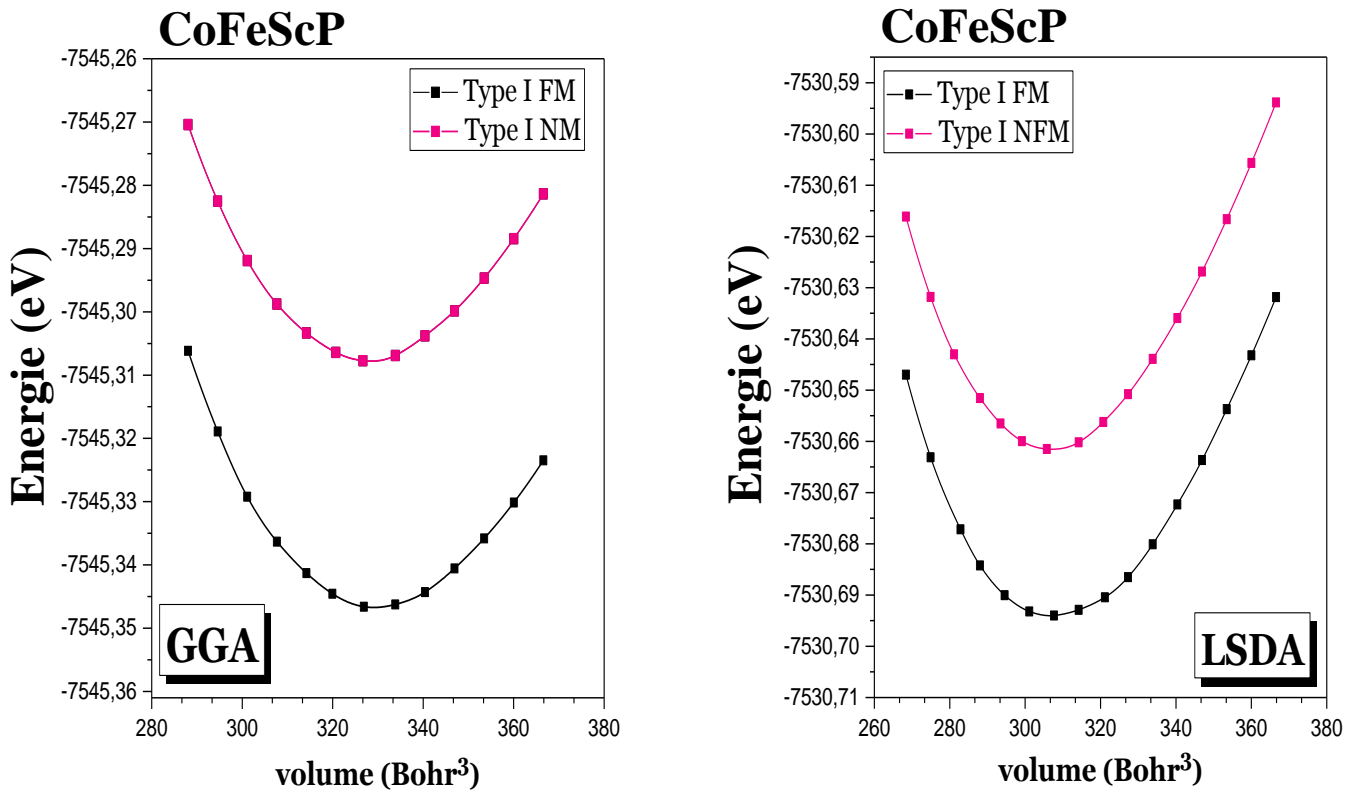 CoFeScP
Type I FM
Type I NM
-7545,26
-7545,27
-7545,28
-7545,29
-7545,30
-7545,31
-7545,32
-7545,33
-7545,34
-7545,35
-7545,36
Energie (eV)
GGA
280 300 320 340 360 380
volume (Bohr³)
CoFeScP
Type I FM
Type I NFM
-7530,59
-7530,60
-7530,61
-7530,62
-7530,63
-7530,64
-7530,65
-7530,66
-7530,67
-7530,68
-7530,69
-7530,70
-7530,71
Energie (eV)
LSDA
260 280 300 320 340 360 380
volume (Bohr³)